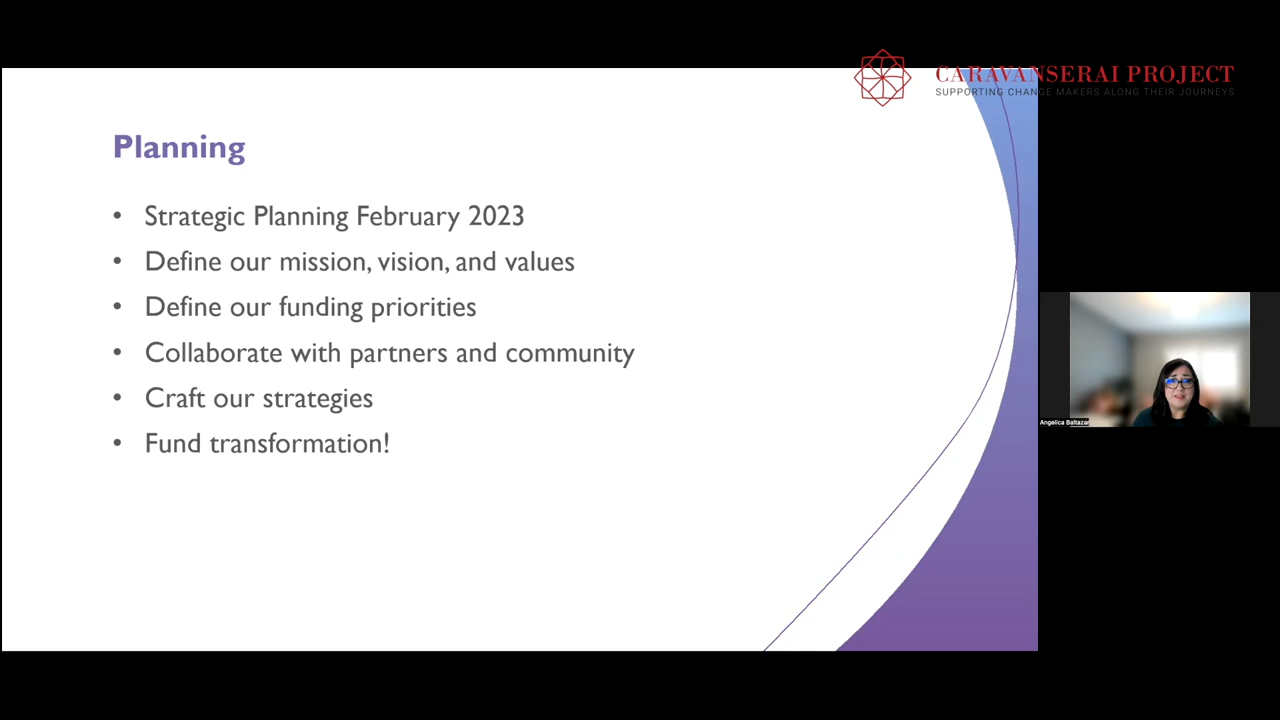 CARAVANSERAI PROJECT
SUPPORTING CHANGE MAKERS ALONG THEIR JOURNEYS
Planning
• Strategic Planning February 2023
• Define our mission, vision, and values
• Define our funding priorities
• Collaborate with partners and community
• Craft our strategies
• Fund transformation!
Angelica Baltazar